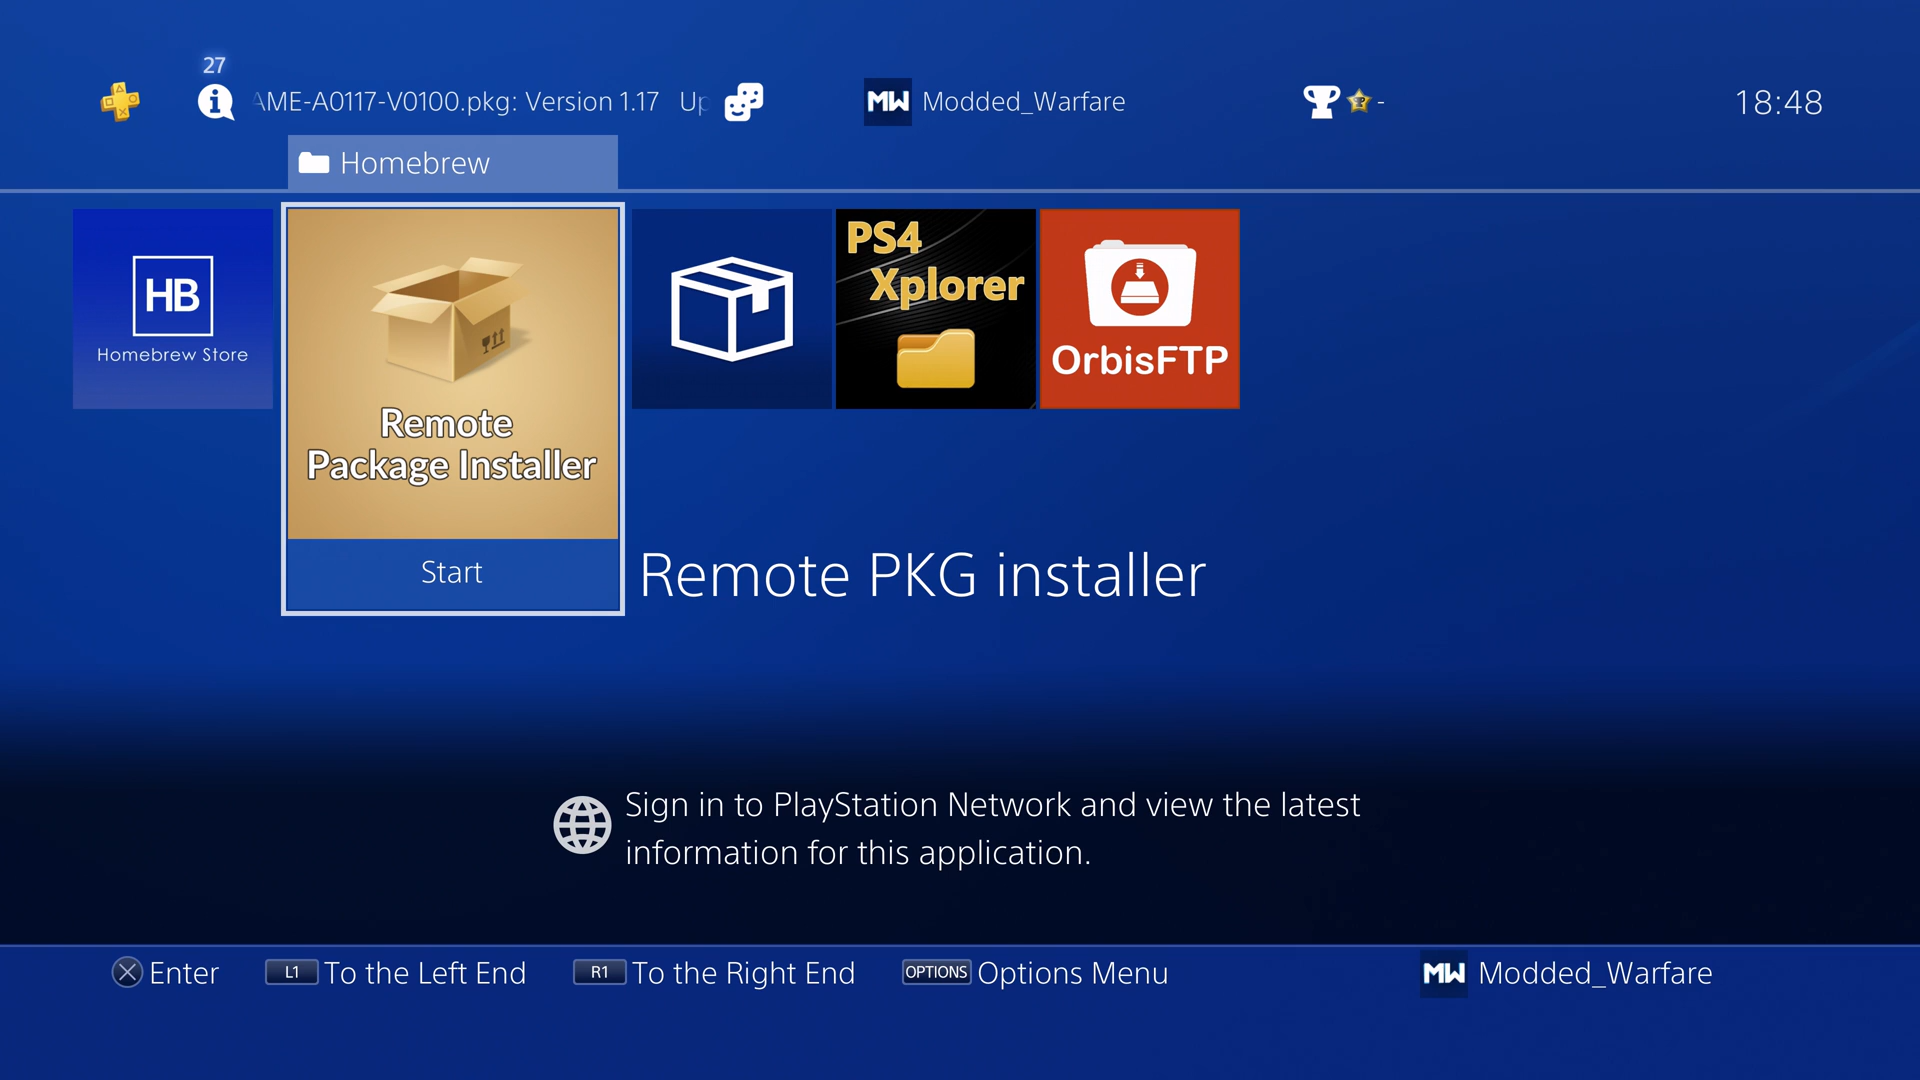 27
AME-A0117-V0100.pkg: Version 1.17 Up
MW Modded_Warfare
-
18:48
Homebrew
HB
Homebrew Store
Remote
Package Installer
Start
PS4
Xplorer
OrbisFTP
Remote PKG installer
Sign in to PlayStation Network and view the latest
information for this application.
Enter L1 To the Left End R1 To the Right End OPTIONS Options Menu MW Modded_Warfare